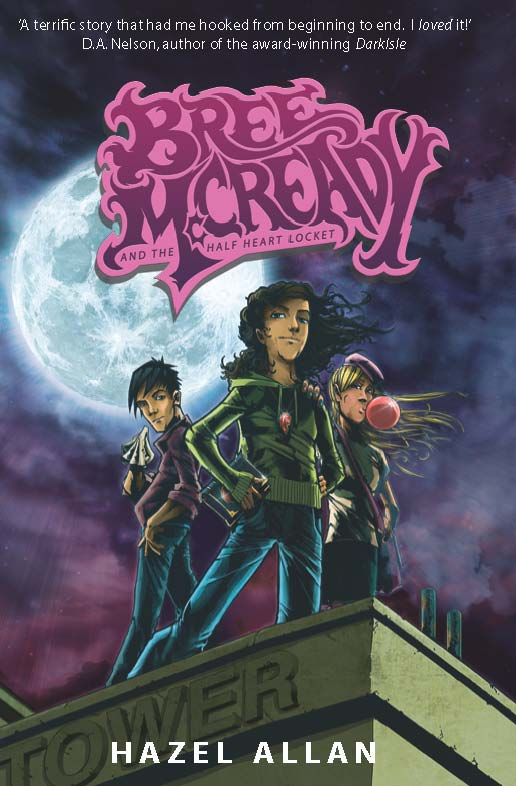 ‘A terrific story that had me hooked from beginning to end.  I loved it!’
D.A. Nelson, author of the award-winning DarkIsle
BREE
McCREADY
AND THE HALF HEART LOCKET
TOWER
HAZEL ALLAN